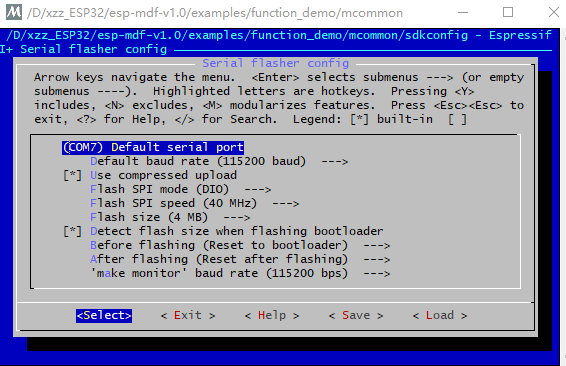 M /D/xzz_ESP32/esp-mdf-v1.0/examples/function_demo/mcommon
/D/xzz_ESP32/esp-mdf-v1.0/examples/function_demo/mcommon/sdkconfig - Espressif
I+ Serial flasher config
Serial flasher config
Arrow keys navigate the menu. <Enter> selects submenus ---> (or empty
submenus ----). Highlighted letters are hotkeys. Pressing <Y>
includes, <N> excludes, <M> modularizes features. Press <Esc><Esc> to
exit, <?> for Help, </> for Search. Legend: [*] built-in [ ]
(COM7) Default serial port
Default baud rate (115200 baud) --->
[*] Use compressed upload
Flash SPI mode (DIO) --->
Flash SPI speed (40 MHz) --->
Flash size (4 MB) --->
[*] Detect flash size when flashing bootloader
Before flashing (Reset to bootloader) --->
After flashing (Reset after flashing) --->
'make monitor' baud rate (115200 bps) --->
<Select> < Exit > < Help > < Save > < Load >